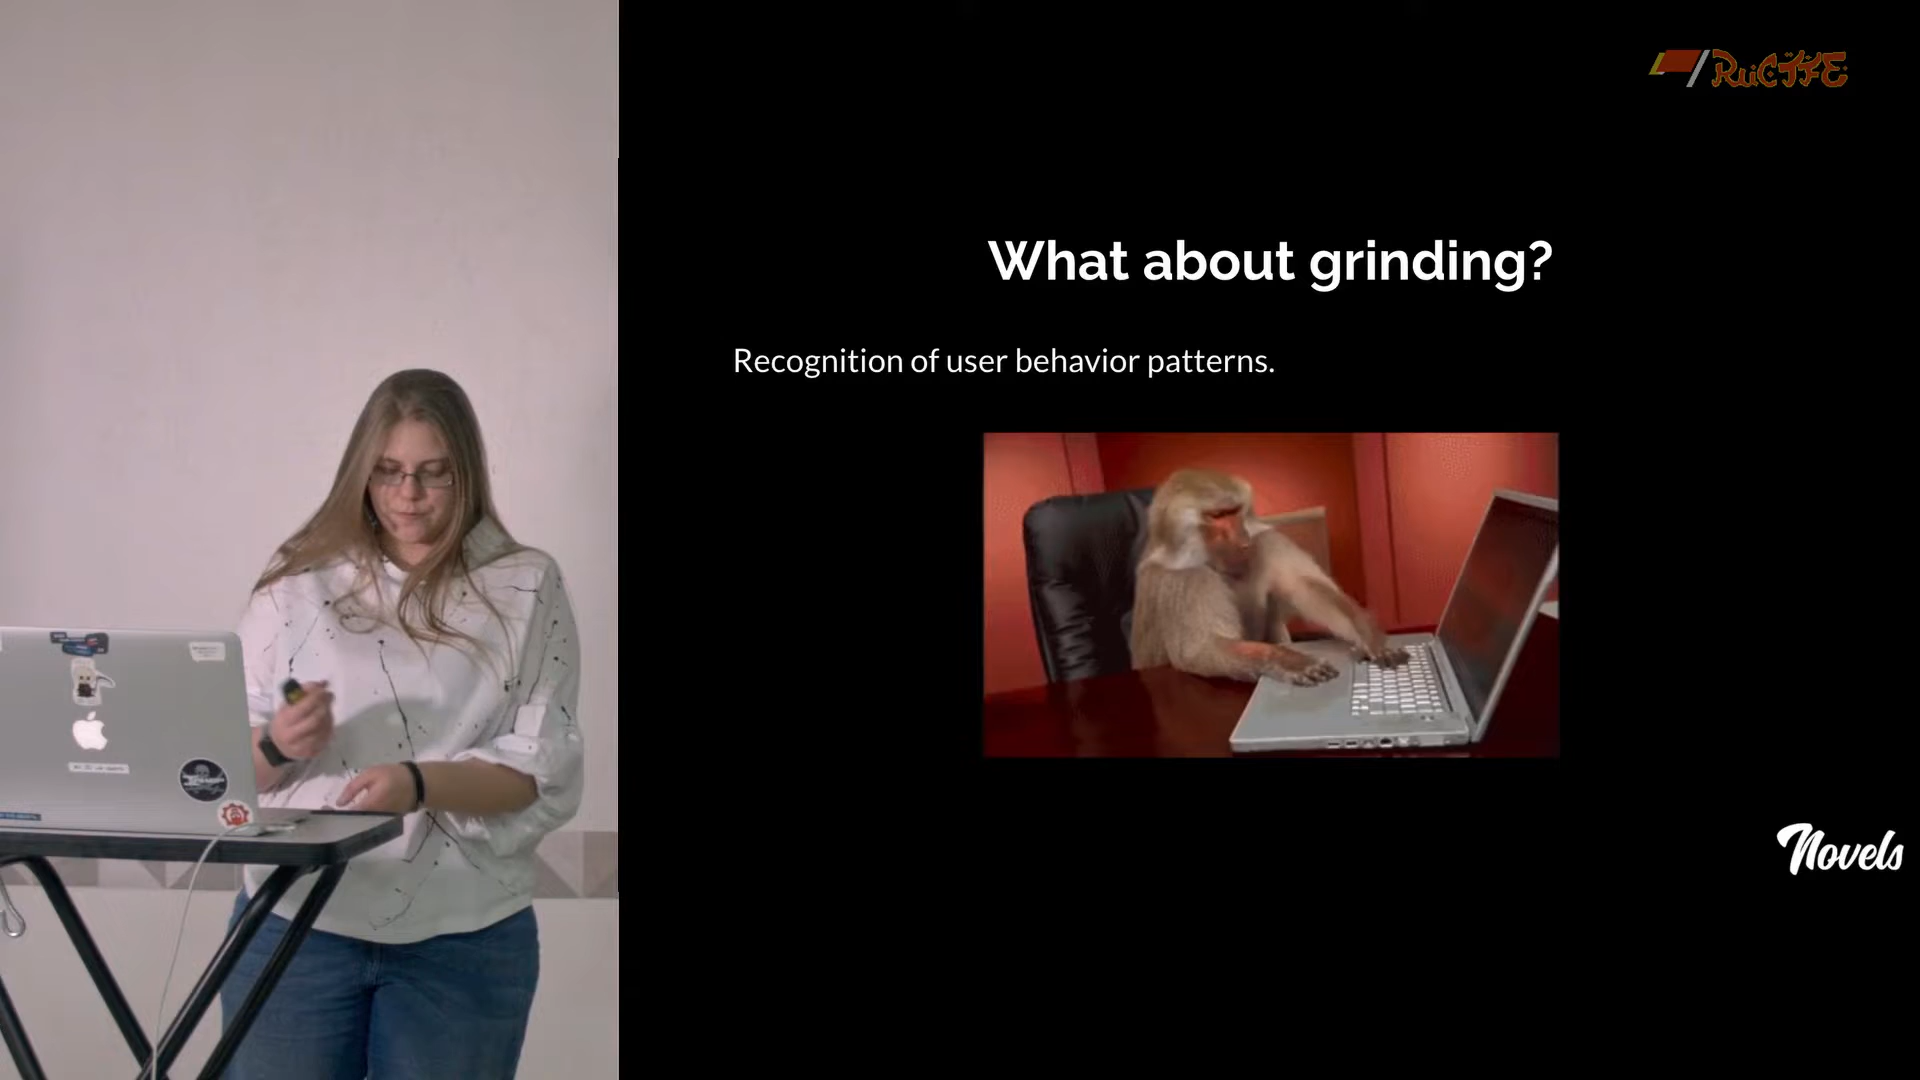 RuCTFE
What about grinding?
Recognition of user behavior patterns.
Novels